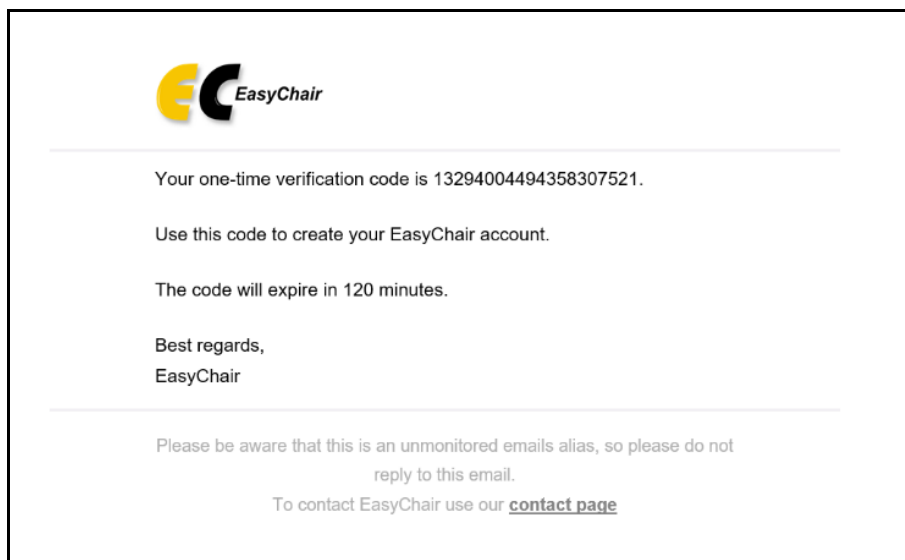 EC EasyChair
Your one-time verification code is 13294004494358307521.
Use this code to create your EasyChair account.
The code will expire in 120 minutes.
Best regards,
EasyChair
Please be aware that this is an unmonitored emails alias, so please do not
reply to this email.
To contact EasyChair use our contact page